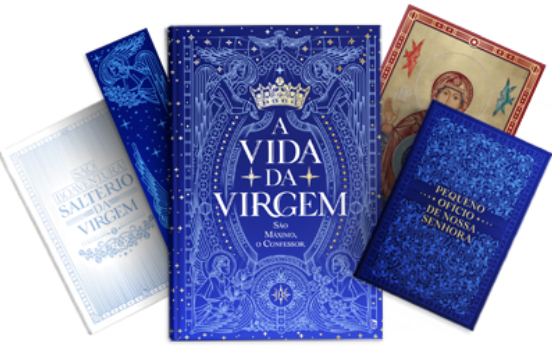 SÃO
BOAVENTURA
SALTÉRIO
DA
VIRGEM
A
VIDA
DA
VIRGEM
SÃO
MÁXIMO,
O CONFESSOR
PEQUENO
OFÍCIO
DE NOSSA
SENHORA